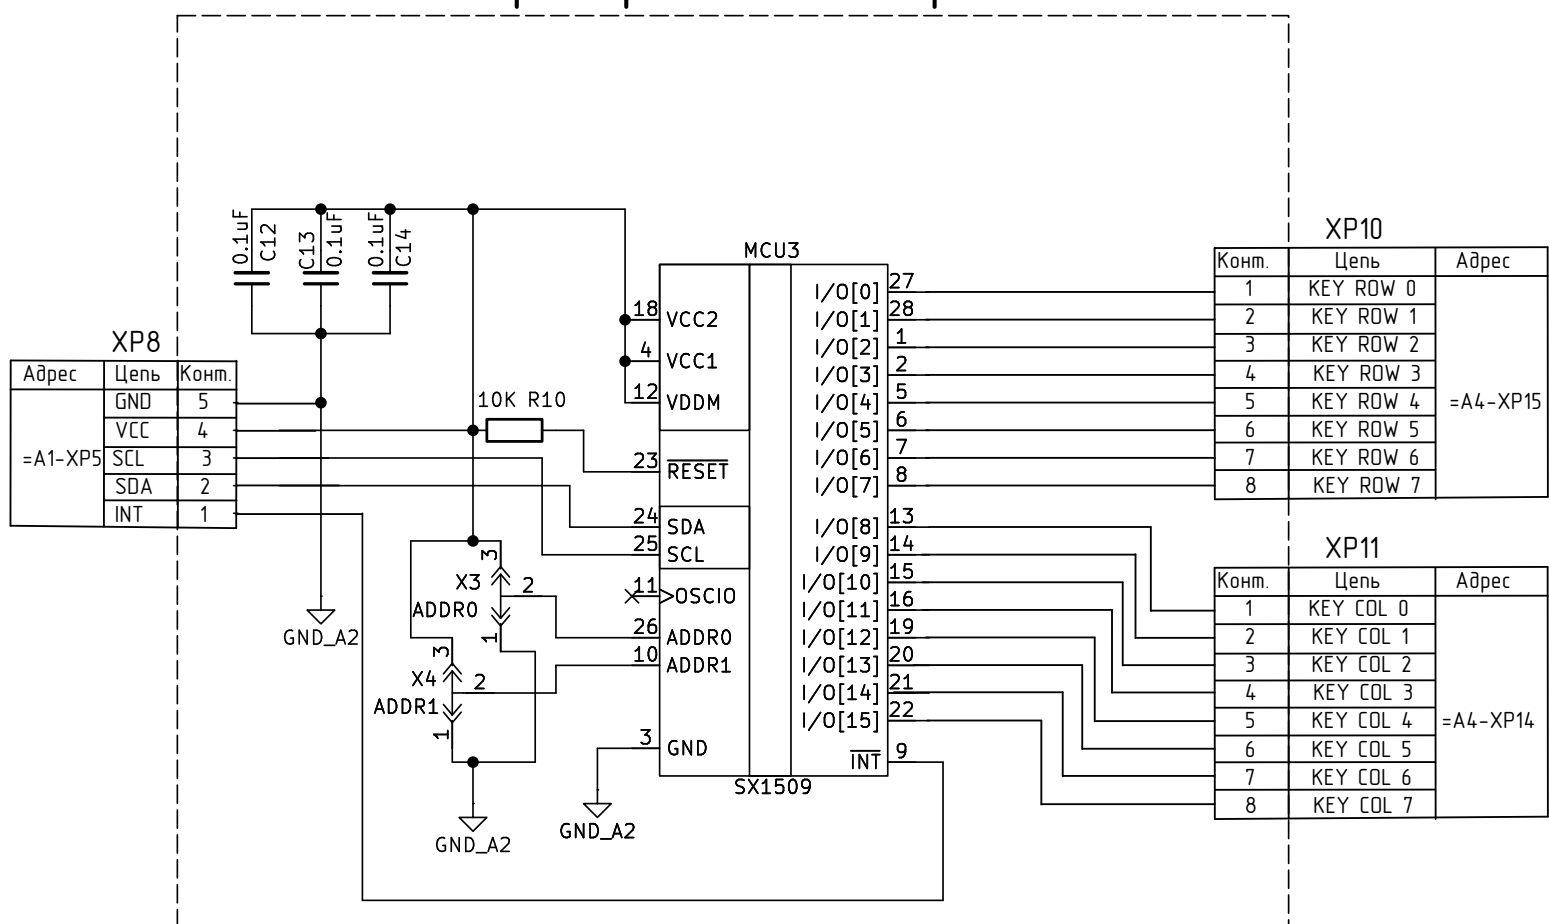 XP8
Адрес Цепь Конт.
GND 5
VCC 4
=A1-XP5 SCL 3
SDA 2
INT 1
0.1uF
C12
C13
0.1uF
0.1uF
C14
GND_A2
10K R10
X3
ADDR0
3
2
1
X4
ADDR1
3
2
1
GND_A2
GND_A2
MCU3
18 VCC2
4 VCC1
12 VDDM
23 RESET
24 SDA
25 SCL
11 OSCIO
26 ADDR0
10 ADDR1
3 GND
I/O[0] 27
I/O[1] 28
I/O[2] 1
I/O[3] 2
I/O[4] 5
I/O[5] 6
I/O[6] 7
I/O[7] 8
I/O[8] 13
I/O[9] 14
I/O[10] 15
I/O[11] 16
I/O[12] 19
I/O[13] 20
I/O[14] 21
I/O[15] 22
INT 9
SX1509
XP10
Конт. Цепь Адрес
1 KEY ROW 0
2 KEY ROW 1
3 KEY ROW 2
4 KEY ROW 3
5 KEY ROW 4 =A4-XP15
6 KEY ROW 5
7 KEY ROW 6
8 KEY ROW 7
XP11
Конт. Цепь Адрес
1 KEY COL 0
2 KEY COL 1
3 KEY COL 2
4 KEY COL 3
5 KEY COL 4 =A4-XP14
6 KEY COL 5
7 KEY COL 6
8 KEY COL 7